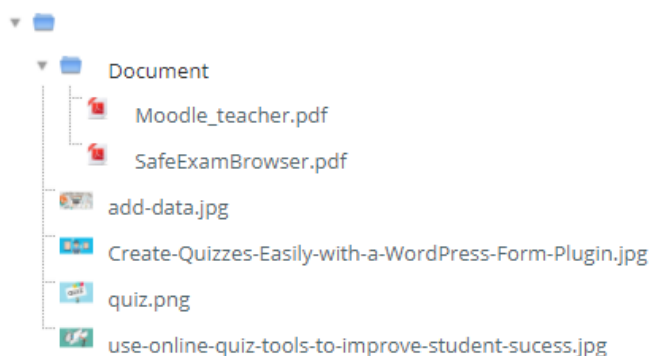 Document
Moodle_teacher.pdf
SafeExamBrowser.pdf
add-data.jpg
Create-Quizzes-Easily-with-a-WordPress-Form-Plugin.jpg
quiz.png
use-online-quiz-tools-to-improve-student-sucess.jpg